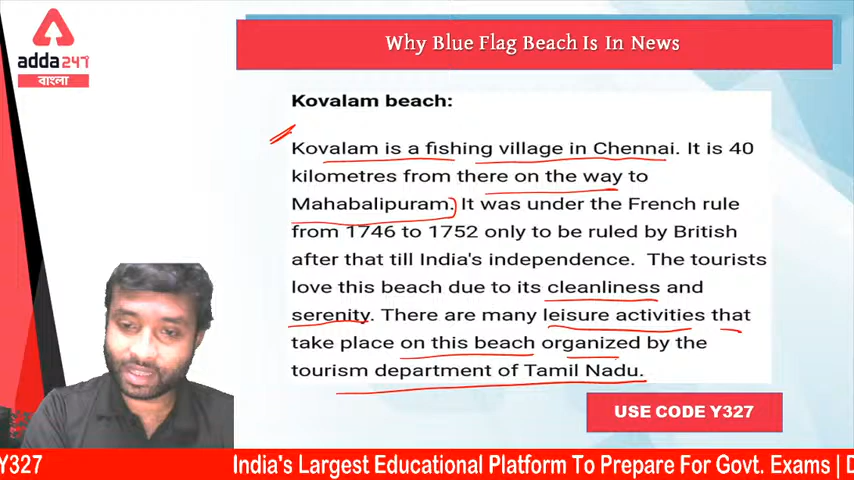 Why Blue Flag Beach Is In News
adda247
বাংলা
Kovalam beach:
Kovalam is a fishing village in Chennai. It is 40
kilometres from there on the way to
Mahabalipuram. It was under the French rule
from 1746 to 1752 only to be ruled by British
after that till India's independence. The tourists
love this beach due to its cleanliness and
serenity. There are many leisure activities that
take place on this beach organized by the
tourism department of Tamil Nadu.
USE CODE Y327
Y327 India's Largest Educational Platform To Prepare For Govt. Exams | D